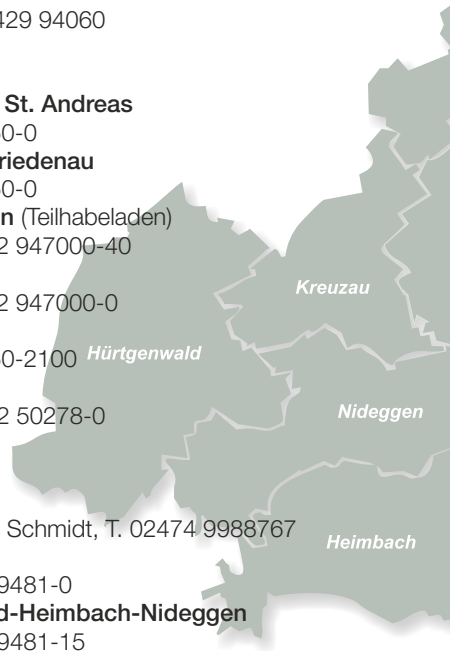 429 94060
St. Andreas
0-0
riedenau
0-0
n (Teilhabeladen)
2 947000-40
2 947000-0
0-2100
2 50278-0
Schmidt, T. 02474 9988767
9481-0
d-Heimbach-Nideggen
9481-15
Kreuzau
Hürtgenwald
Nideggen
Heimbach